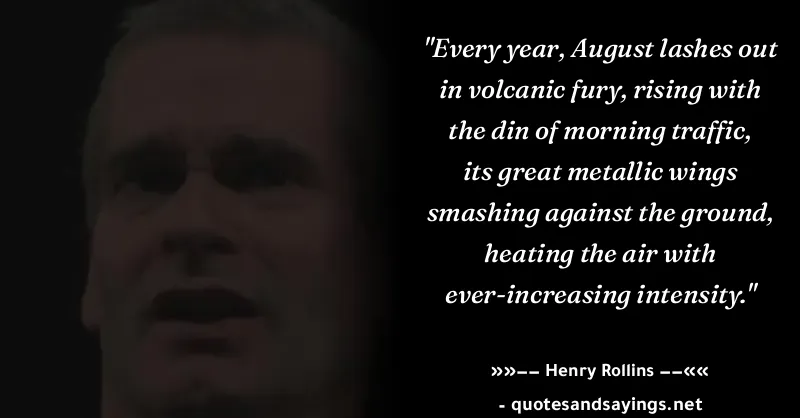 "Every year, August lashes out
in volcanic fury, rising with
the din of morning traffic,
its great metallic wings
smashing against the ground,
heating the air with
ever-increasing intensity."
»»−− Henry Rollins −−««
- quotesandsayings.net